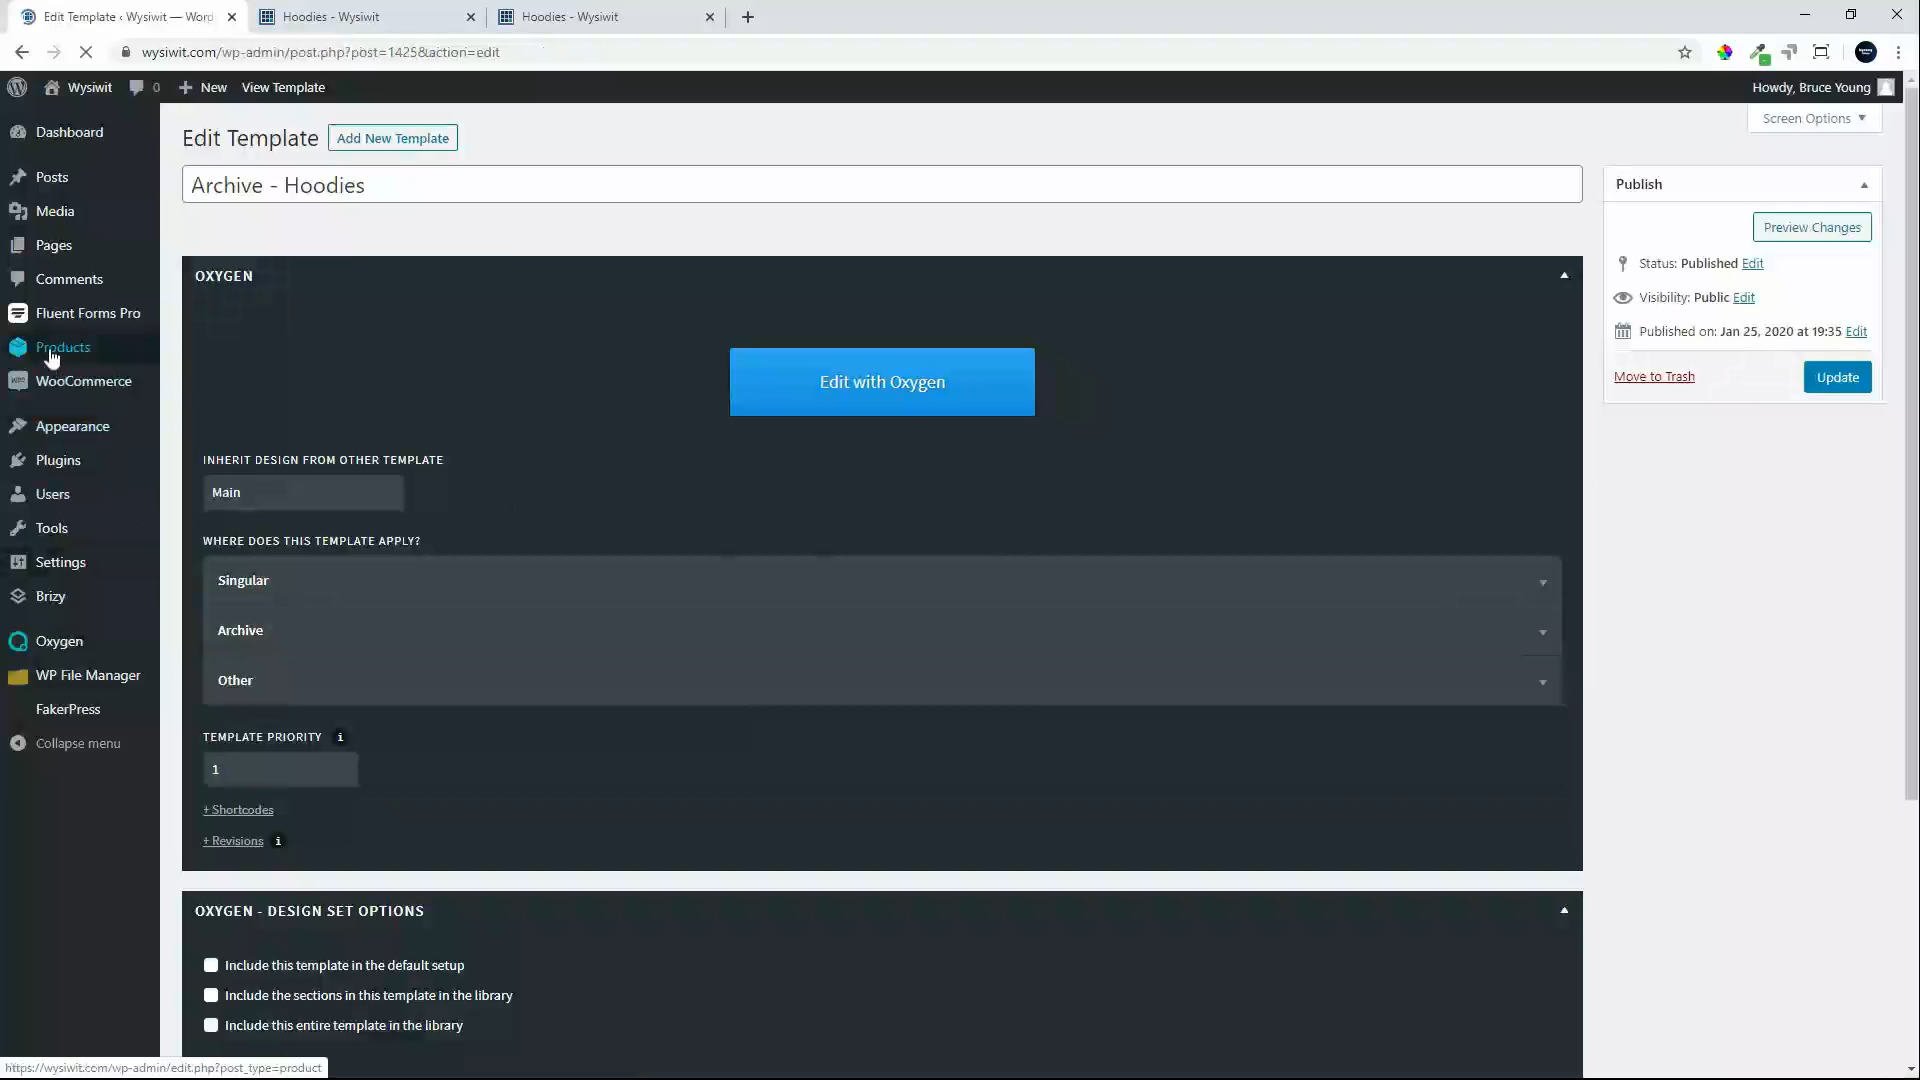 Edit Template ‹ Wysiwit — Word
Hoodies - Wysiwit
Hoodies - Wysiwit
wysiwit.com/wp-admin/post.php?post=1425&action=edit
Wysiwit
0
New
View Template
Howdy, Bruce Young
Screen Options
Dashboard
Posts
Media
Pages
Comments
Fluent Forms Pro
Products
WooCommerce
Appearance
Plugins
Users
Tools
Settings
Brizy
Oxygen
WP File Manager
FakerPress
Collapse menu
Edit Template
Add New Template
Archive - Hoodies
OXYGEN
Edit with Oxygen
INHERIT DESIGN FROM OTHER TEMPLATE
Main
WHERE DOES THIS TEMPLATE APPLY?
Singular
Archive
Other
TEMPLATE PRIORITY i
1
+ Shortcodes
+ Revisions i
OXYGEN - DESIGN SET OPTIONS
Include this template in the default setup
Include the sections in this template in the library
Include this entire template in the library
Publish
Preview Changes
Status: Published Edit
Visibility: Public Edit
Published on: Jan 25, 2020 at 19:35 Edit
Move to Trash
Update
https://wysiwit.com/wp-admin/edit.php?post_type=product